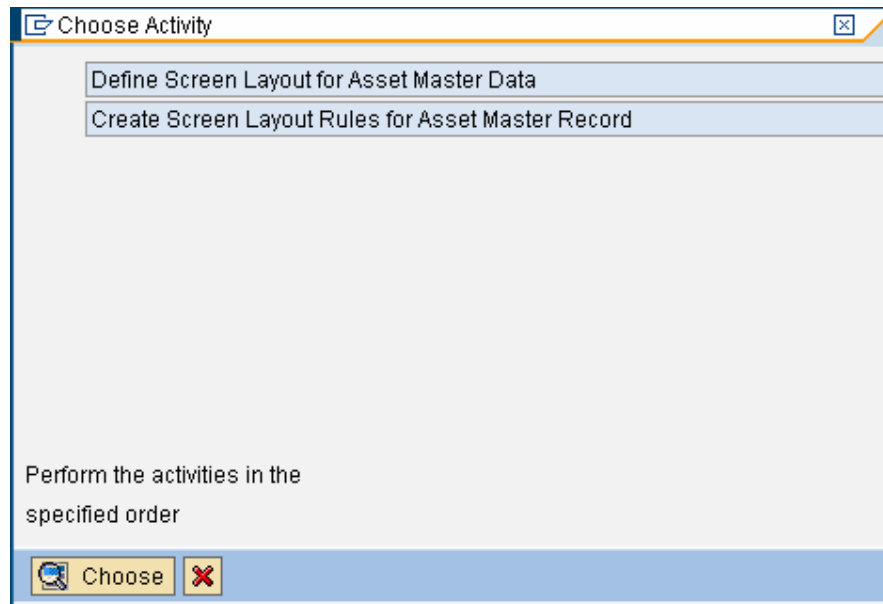 Choose Activity
Define Screen Layout for Asset Master Data
Create Screen Layout Rules for Asset Master Record
Perform the activities in the
specified order
Choose